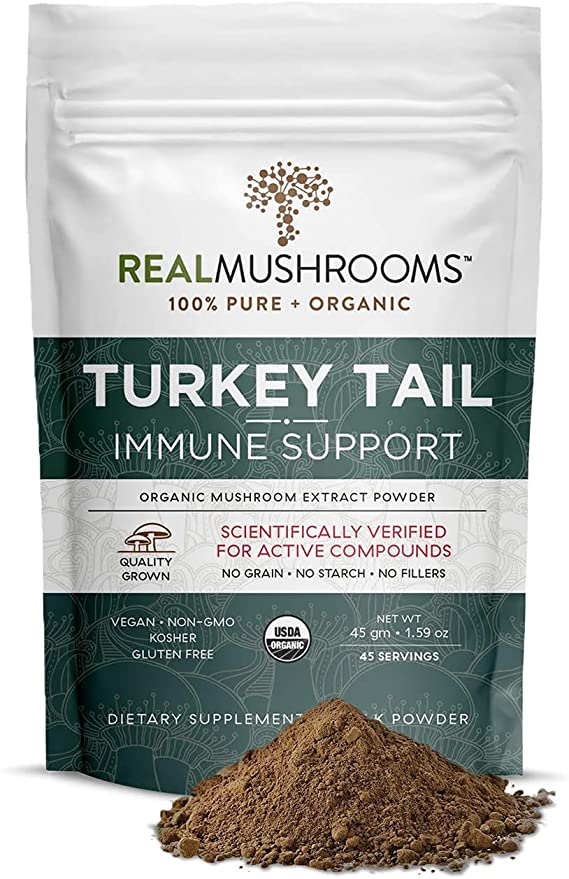 REALMUSHROOMS™
100% PURE + ORGANIC
TURKEY TAIL
IMMUNE SUPPORT
ORGANIC MUSHROOM EXTRACT POWDER
QUALITY
GROWN
SCIENTIFICALLY VERIFIED
FOR ACTIVE COMPOUNDS
NO GRAIN • NO STARCH • NO FILLERS
VEGAN • NON-GMO
KOSHER
GLUTEN FREE
USDA
ORGANIC
NET WT
45 gm • 1.59 oz
45 SERVINGS
DIETARY SUPPLEMENT POWDER